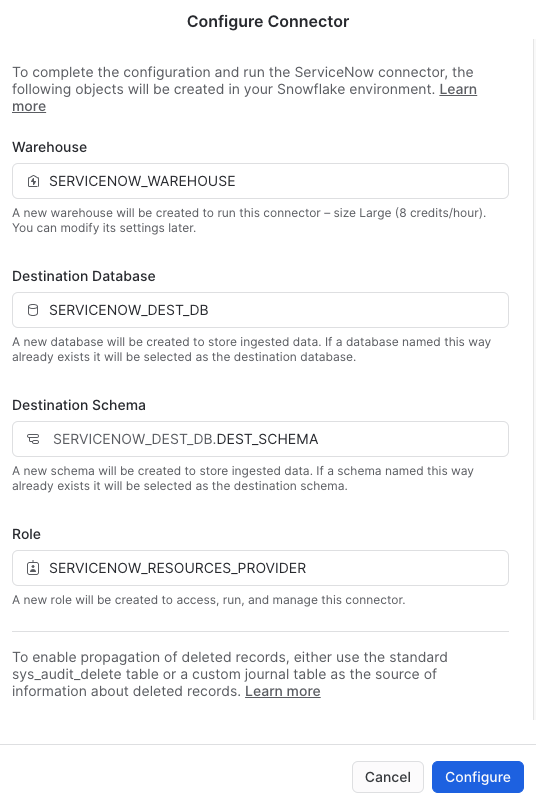 Configure Connector
To complete the configuration and run the ServiceNow connector, the
following objects will be created in your Snowflake environment. Learn
more
Warehouse
SERVICENOW_WAREHOUSE
A new warehouse will be created to run this connector – size Large (8 credits/hour).
You can modify its settings later.
Destination Database
SERVICENOW_DEST_DB
A new database will be created to store ingested data. If a database named this way
already exists it will be selected as the destination database.
Destination Schema
SERVICENOW_DEST_DB.DEST_SCHEMA
A new schema will be created to store ingested data. If a schema named this way
already exists it will be selected as the destination schema.
Role
SERVICENOW_RESOURCES_PROVIDER
A new role will be created to access, run, and manage this connector.
To enable propagation of deleted records, either use the standard
sys_audit_delete table or a custom journal table as the source of
information about deleted records. Learn more
Cancel
Configure